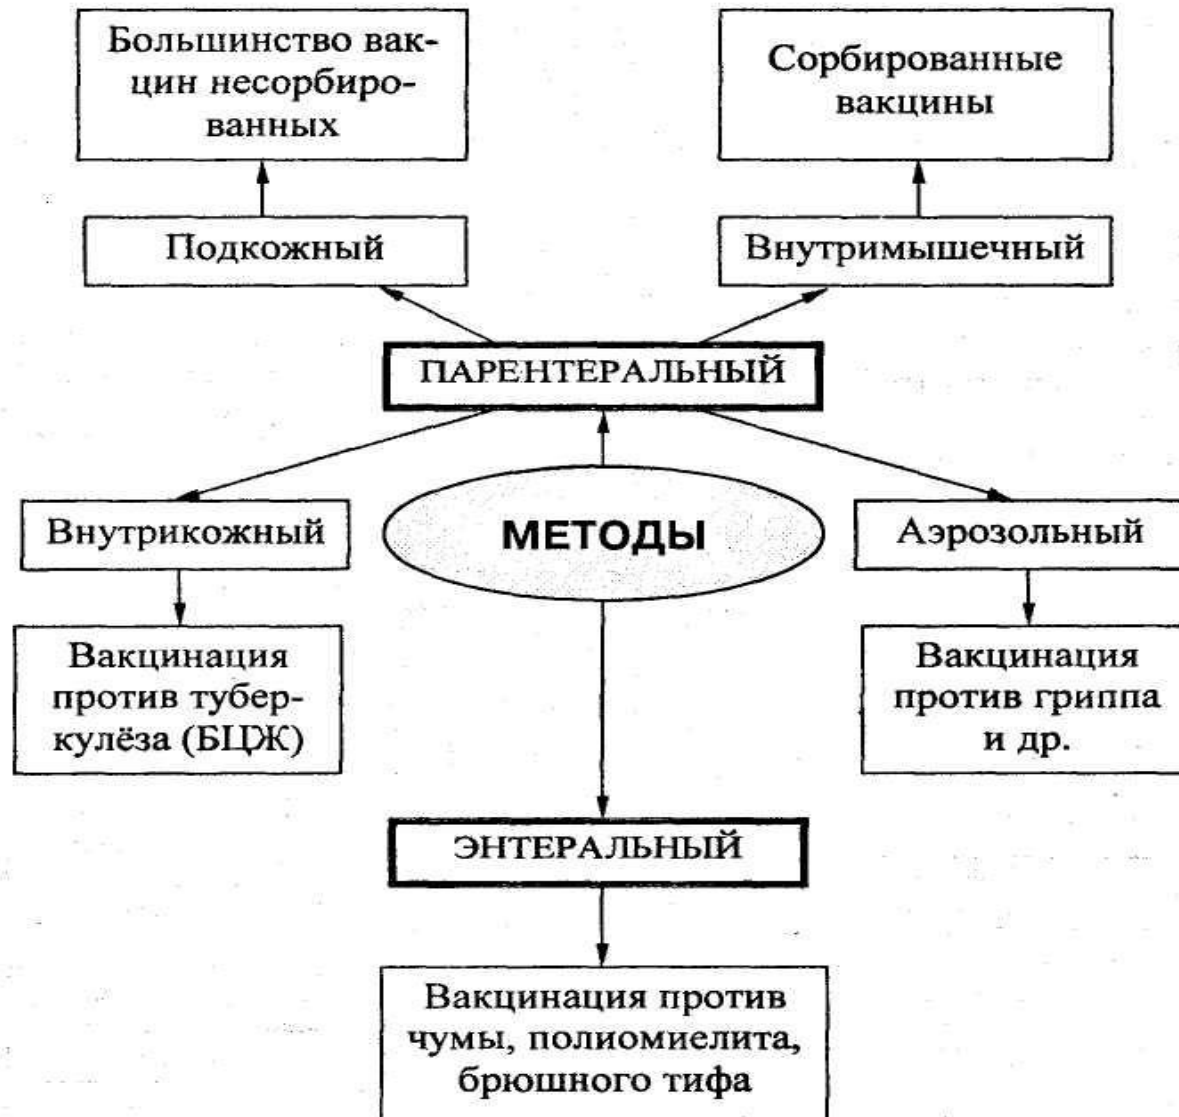 Большинство вак-
цин несорбиро-
ванных
Сорбированные
вакцины
Подкожный
Внутримышечный
ПАРЕНТЕРАЛЬНЫЙ
Внутрикожный
МЕТОДЫ
Аэрозольный
Вакцинация
против тубер-
кулёза (БЦЖ)
Вакцинация
против гриппа
и др.
ЭНТЕРАЛЬНЫЙ
Вакцинация против
чумы, полиомиелита,
брюшного тифа